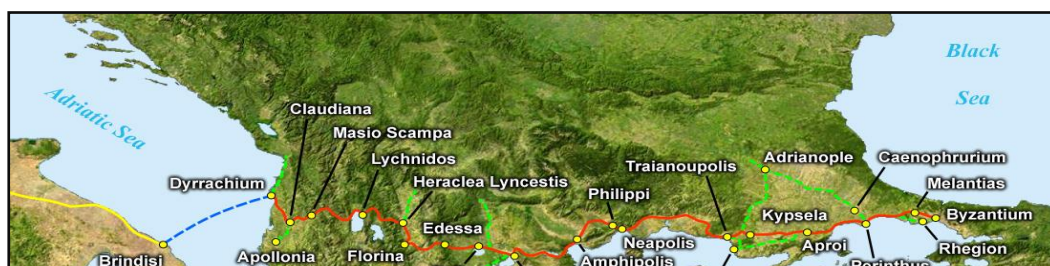 Black
Sea
Adriatic Sea
Claudiana
Masio Scampa
Lychnidos
Heraclea Lyncestis
Dyrrachium
Traianoupolis
Adrianople
Caenophrurium
Melantias
Philippi
Kypsela
Byzantium
Edessa
Neapolis
Aproi
Rhegion
Brindisi
Apollonia
Florina
Amphipolis
Perinthus